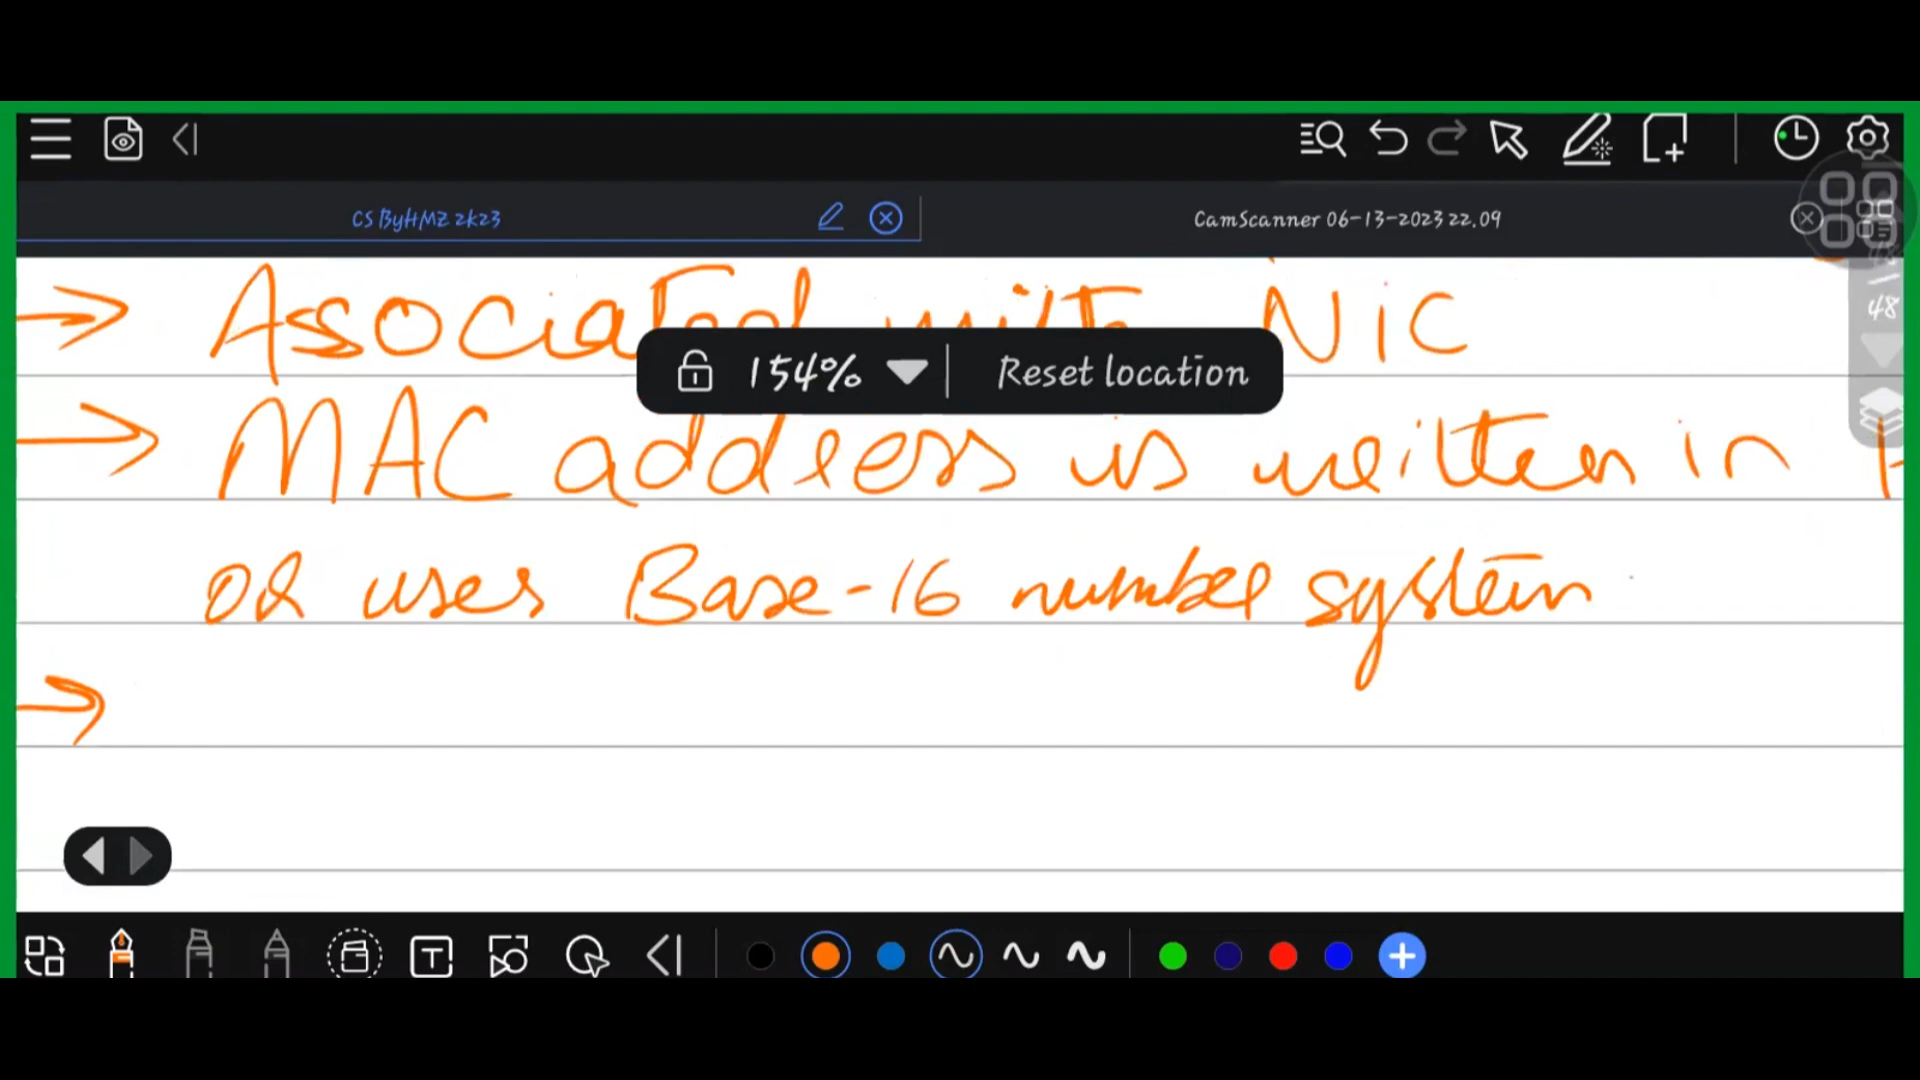 CS ByHMZ 2k23
CamScanner 06-13-2023 22.09
48
→ Associated with NiC
154% Reset location
→ MAC address is written in H
or uses Base-16 number system
→